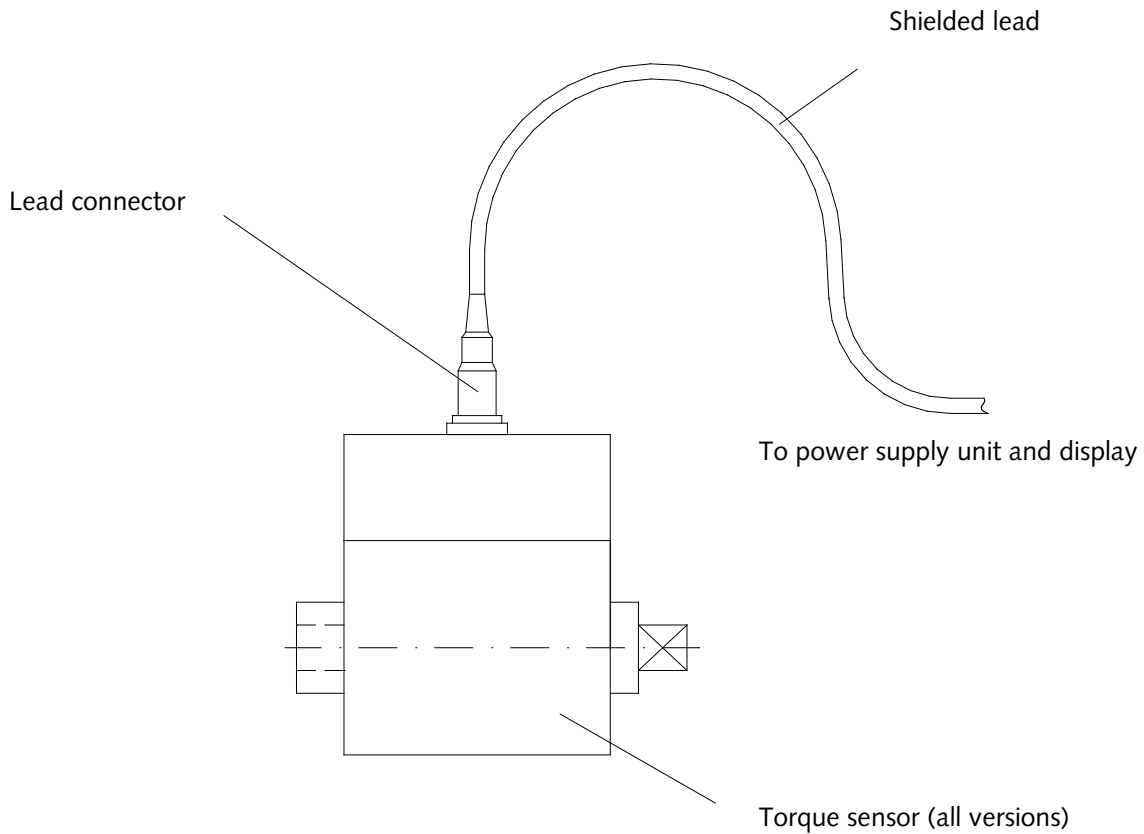 Shielded lead
Lead connector
To power supply unit and display
Torque sensor (all versions)